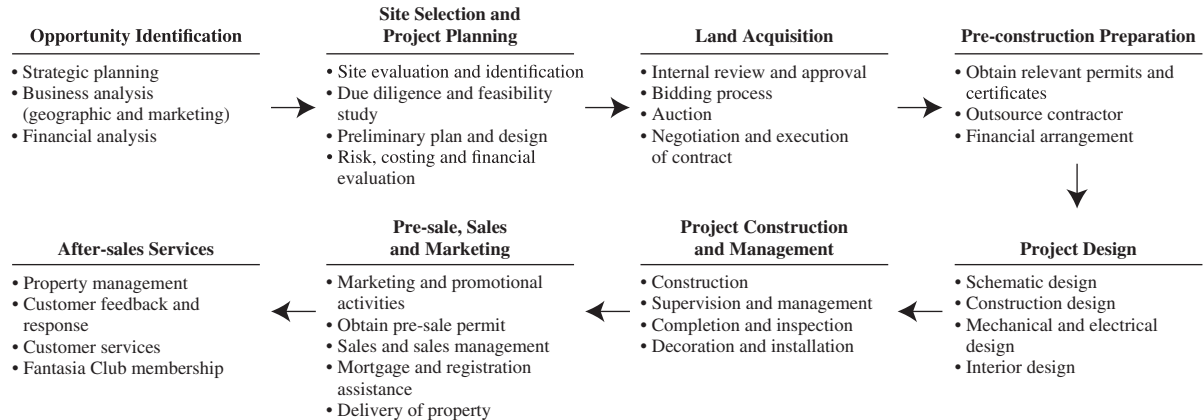 Opportunity Identification
• Strategic planning
• Business analysis
(geographic and marketing)
• Financial analysis
Site Selection and
Project Planning
• Site evaluation and identification
• Due diligence and feasibility
study
• Preliminary plan and design
• Risk, costing and financial
evaluation
Land Acquisition
• Internal review and approval
• Bidding process
• Auction
• Negotiation and execution
of contract
Pre-construction Preparation
• Obtain relevant permits and
certificates
• Outsource contractor
• Financial arrangement
Project Design
• Schematic design
• Construction design
• Mechanical and electrical
design
• Interior design
Project Construction
and Management
• Construction
• Supervision and management
• Completion and inspection
• Decoration and installation
Pre-sale, Sales
and Marketing
• Marketing and promotional
activities
• Obtain pre-sale permit
• Sales and sales management
• Mortgage and registration
assistance
• Delivery of property
After-sales Services
• Property management
• Customer feedback and
response
• Customer services
• Fantasia Club membership